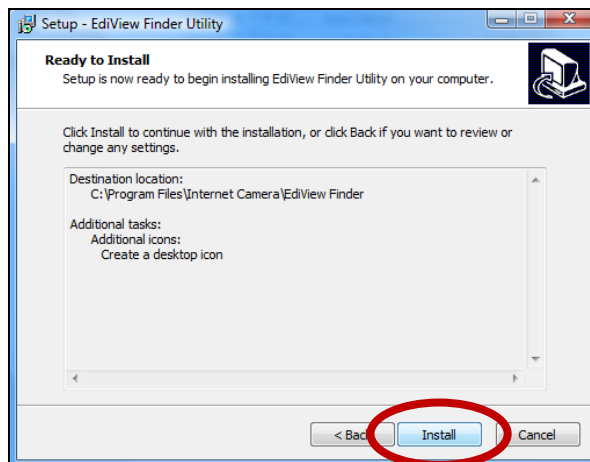 Setup - EdiView Finder Utility
Ready to Install
Setup is now ready to begin installing EdiView Finder Utility on your computer.
Click Install to continue with the installation, or click Back if you want to review or
change any settings.
Destination location:
C:\Program Files\Internet Camera\EdiView Finder
Additional tasks:
Additional icons:
Create a desktop icon
< Back
Install
Cancel